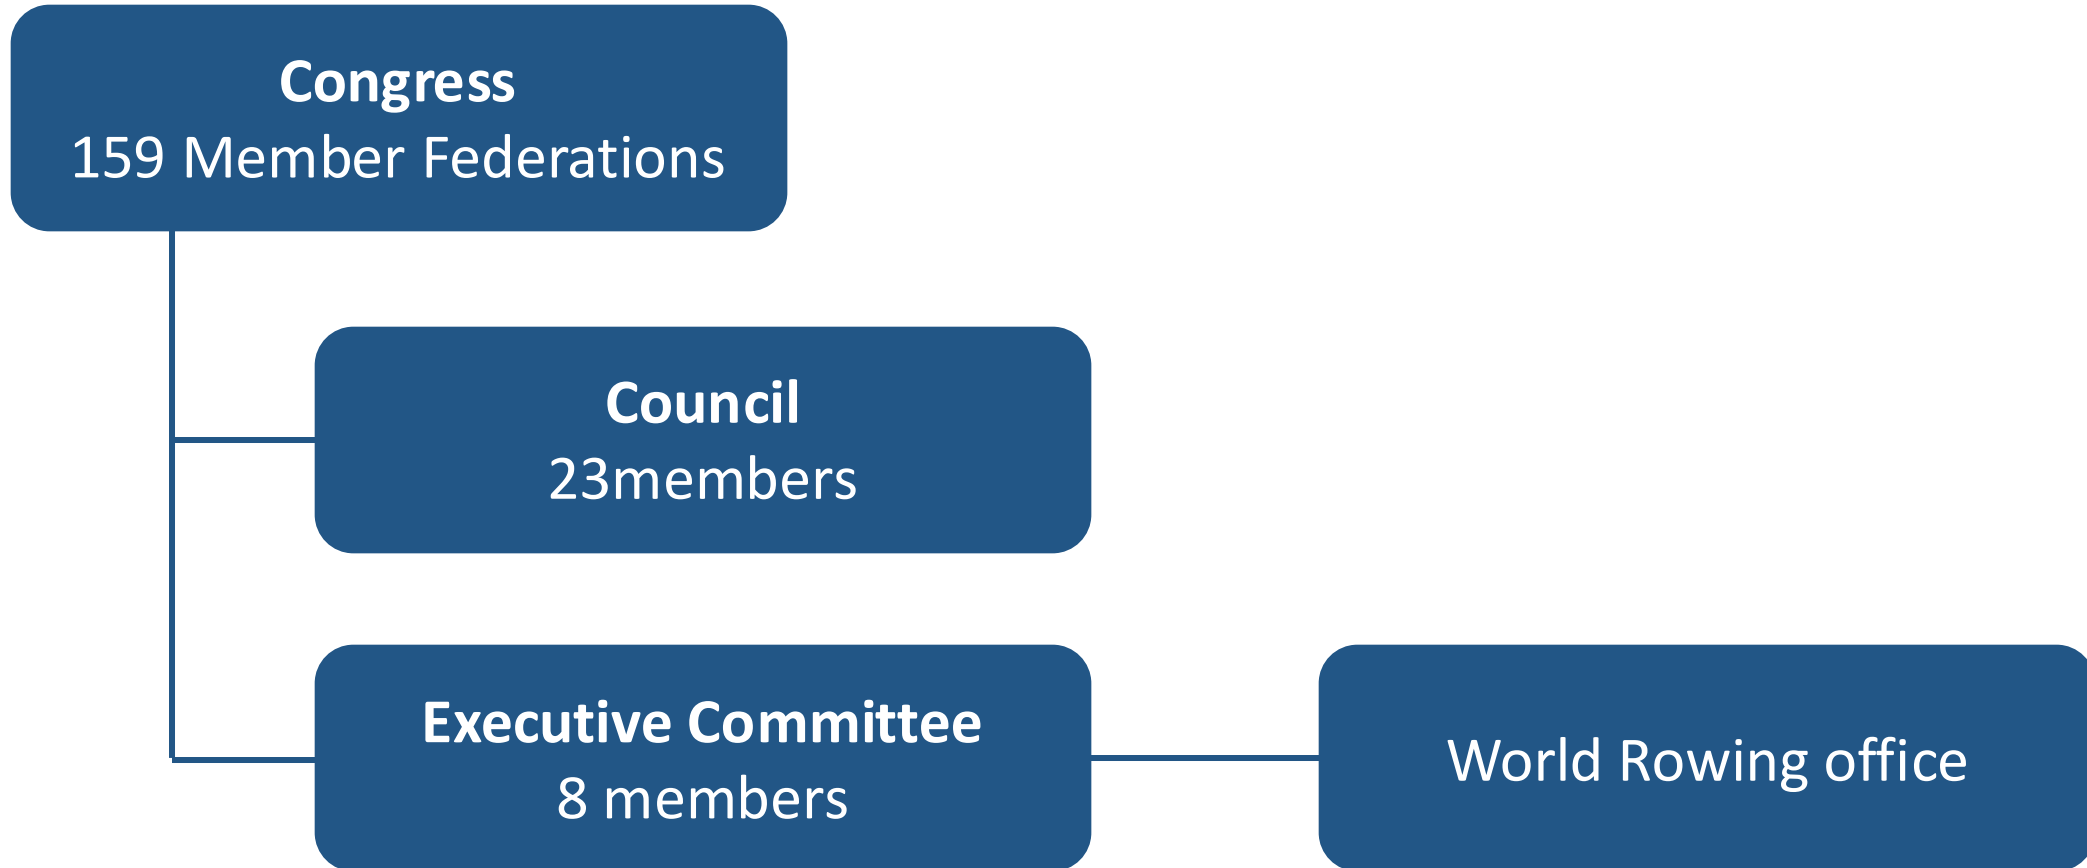 Congress
159 Member Federations
Council
23members
Executive Committee
8 members
World Rowing office